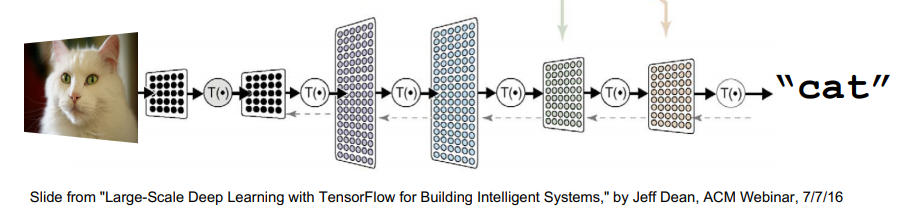 T(•) T(•) T(•) T(•) T(•) T(•) “cat”
Slide from "Large-Scale Deep Learning with TensorFlow for Building Intelligent Systems," by Jeff Dean, ACM Webinar, 7/7/16